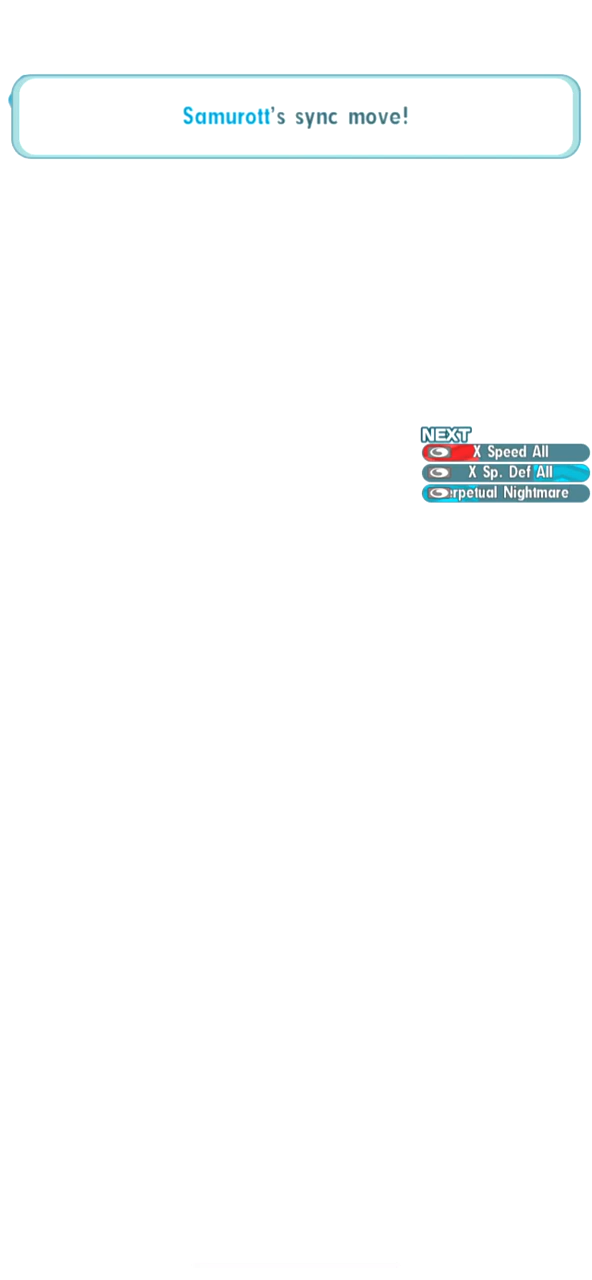 Samurott's sync move!
NEXT
X Speed All
X Sp. Def All
erpetual Nightmare